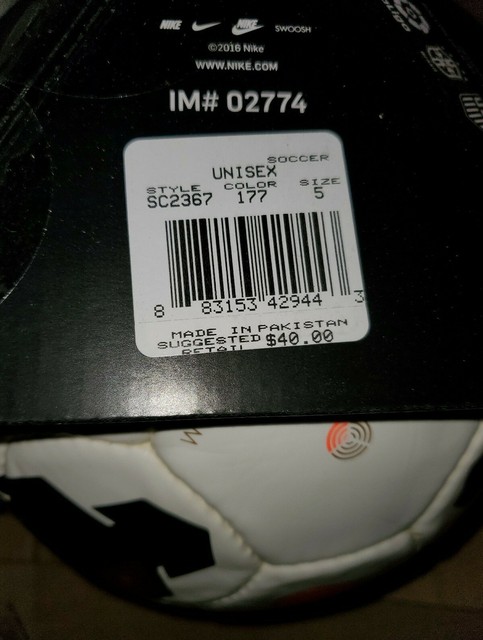 NIKE NIKE SWOOSH
©2016 Nike
WWW.NIKE.COM
IM# 02774
SOCCER
UNISEX
STYLE COLOR SIZE
SC2367 177 5
8 83153 42944 3
MADE IN PAKISTAN
SUGGESTED $40.00
RETAIL